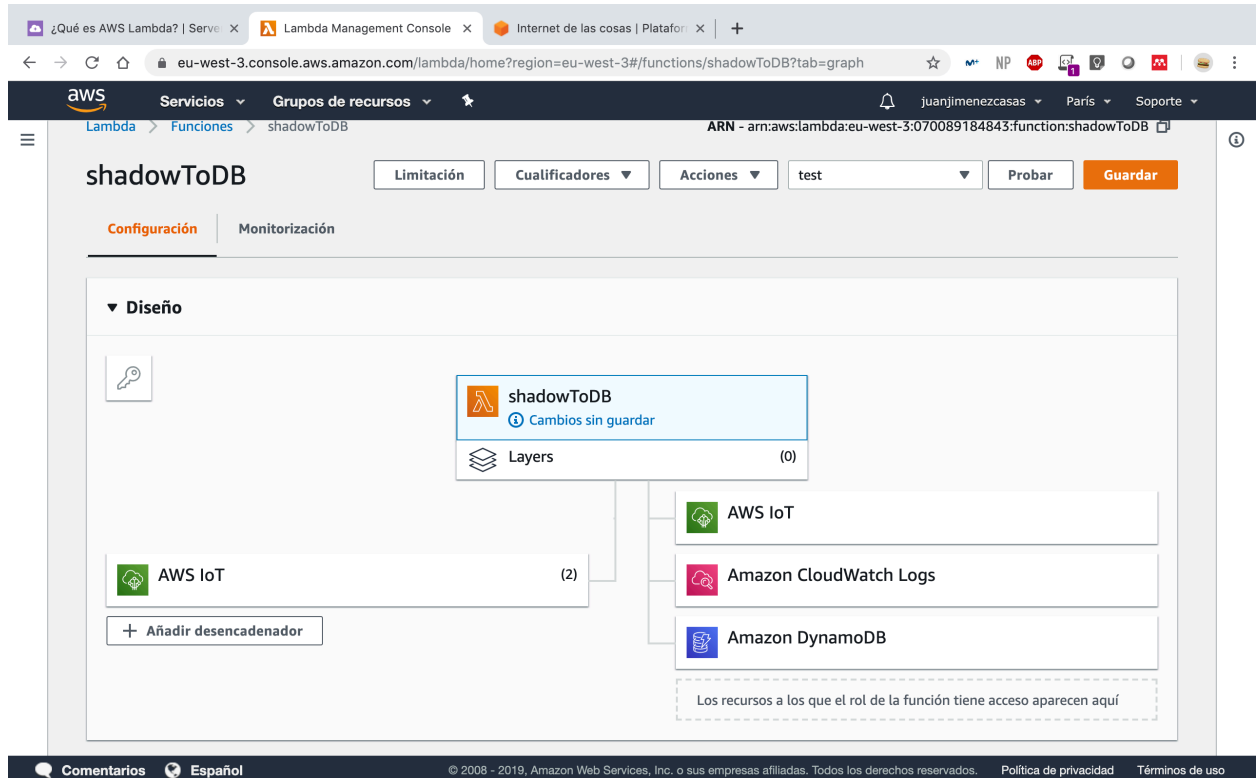 ¿Qué es AWS Lambda? | Serve
Lambda Management Console
Internet de las cosas | Platafor
eu-west-3.console.aws.amazon.com/lambda/home?region=eu-west-3#/functions/shadowToDB?tab=graph
M+ NP ABP 1
aws Servicios Grupos de recursos juanjimenezcasas París Soporte
Lambda > Funciones > shadowToDB ARN - arn:aws:lambda:eu-west-3:070089184843:function:shadowToDB
shadowToDB Limitación Cualificadores Acciones test Probar Guardar
Configuración Monitorización
Diseño
shadowToDB
Cambios sin guardar
Layers (0)
AWS IoT
AWS IoT (2)
Amazon CloudWatch Logs
+ Añadir desencadenador
Amazon DynamoDB
Los recursos a los que el rol de la función tiene acceso aparecen aquí
Comentarios Español © 2008 - 2019, Amazon Web Services, Inc. o sus empresas afiliadas. Todos los derechos reservados. Política de privacidad Términos de uso